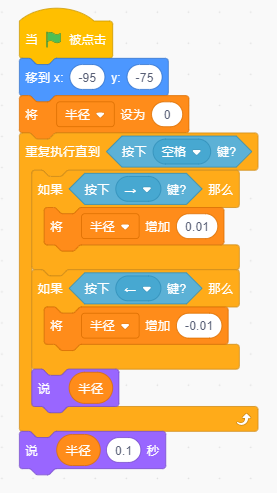 当 被点击
移到 x: -95 y: -75
将 半径 设为 0
重复执行直到 按下 空格 键?
如果 按下 → 键? 那么
将 半径 增加 0.01
如果 按下 ← 键? 那么
将 半径 增加 -0.01
说 半径
说 半径 0.1 秒